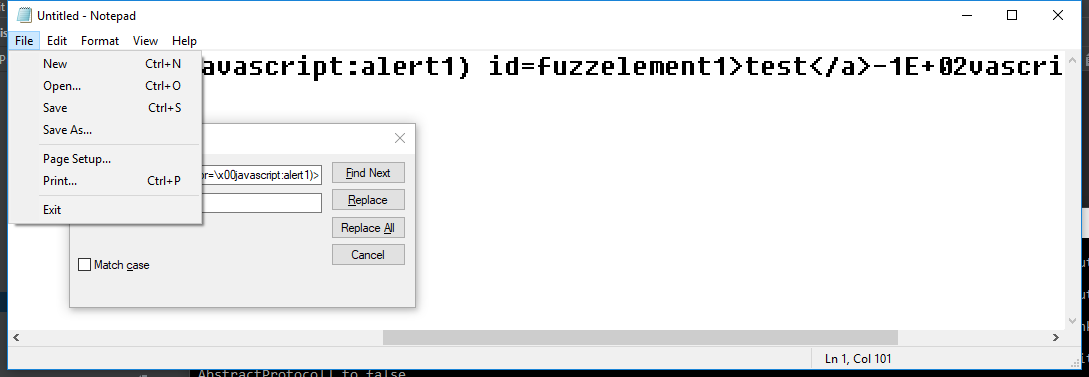 Untitled - Notepad
File Edit Format View Help
avascript:alert1) id=fuzzelement1>test</a>-1E+02vascri
New Ctrl+N
Open... Ctrl+O
Save Ctrl+S
Save As...
Page Setup...
Print... Ctrl+P
Exit
or=\x00javascript:alert1)>
Find Next
Replace
Replace All
Cancel
Match case
Ln 1, Col 101
AbstractProtocol] to false